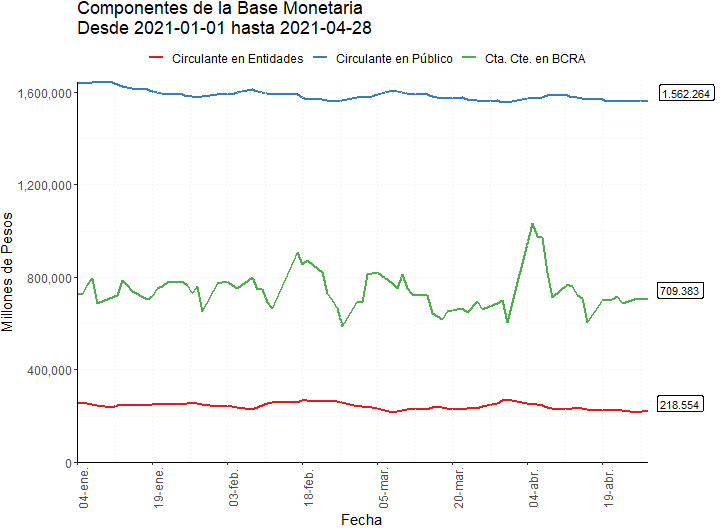 Componentes de la Base Monetaria
Desde 2021-01-01 hasta 2021-04-28
Circulante en Entidades Circulante en Público Cta. Cte. en BCRA
Millones de Pesos
1,600,000
1,200,000
800,000
400,000
0
1.562.264
709.383
218.554
04-ene. 19-ene. 03-feb. 18-feb. 05-mar. 20-mar. 04-abr. 19-abr.
Fecha